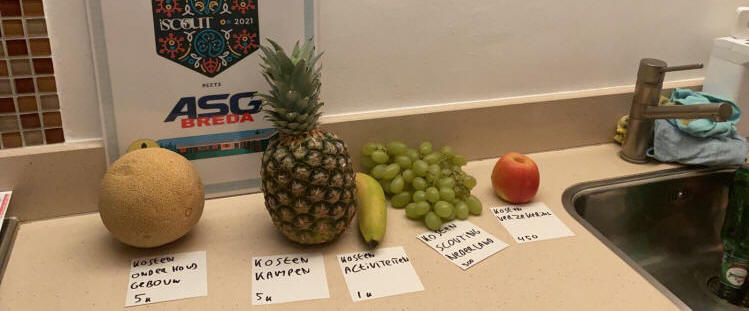 iSCOUT
2021
MEETS
ASG
BREDA
KOSTEN
ONDERHOUD
GEBOUW
5K
KOSTEN
KAMPEN
5K
KOSTEN
ACTIVITEITEN
1K
KOSTEN
SCOUTING
NEDERLAND
KOSTEN
450